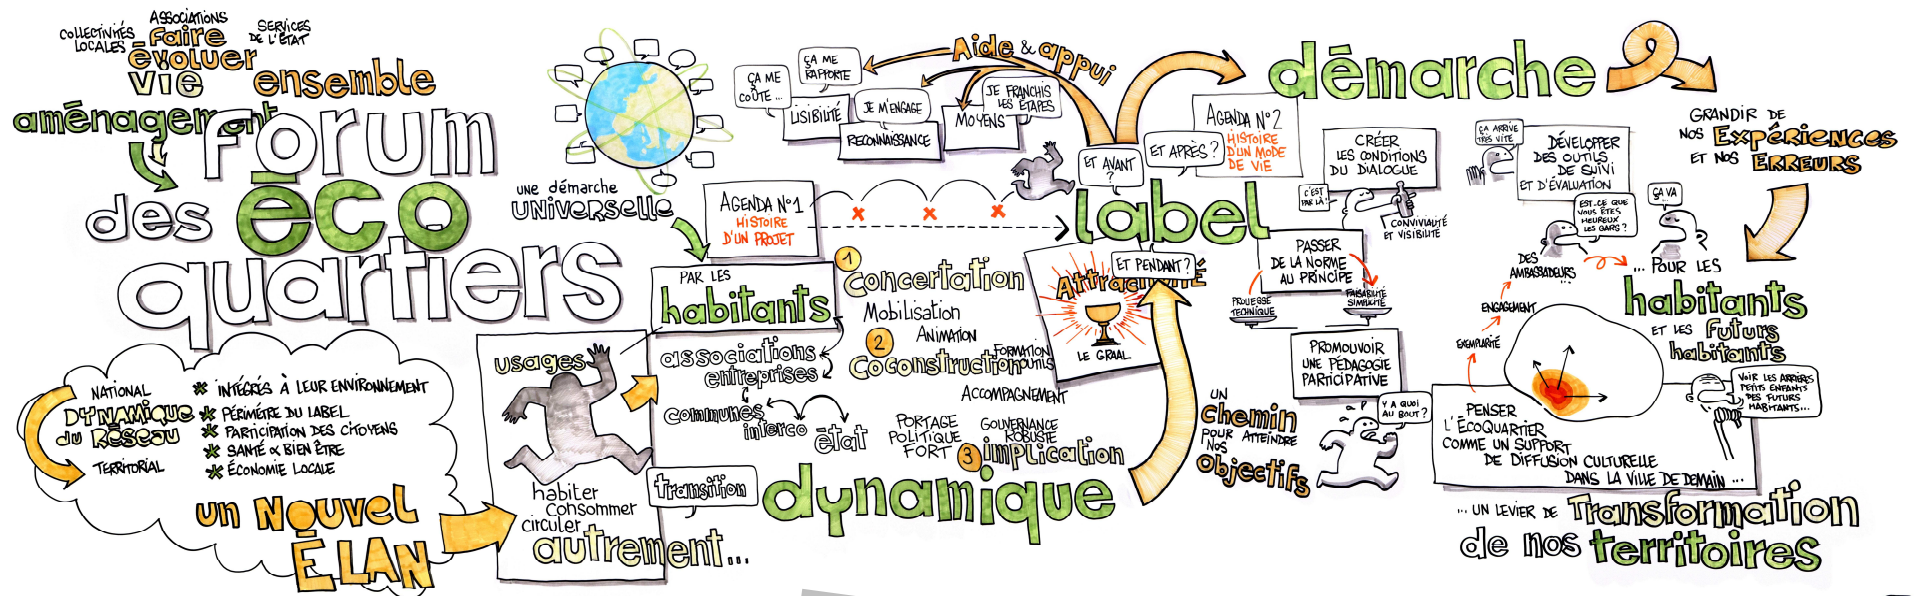 COLLECTIVITÉS
LOCALES
ASSOCIATIONS
SERVICES
DE L'ÉTAT
faire
évoluer
vie
ensemble
aménagement
forum
des éco
quartiers
NATIONAL
DYNAMIQUE
du RÉSEAU
TERRITORIAL
INTÉGRÉS À LEUR ENVIRONNEMENT
PÉRIMÈTRE DU LABEL
PARTICIPATION DES CITOYENS
SANTÉ & BIEN ÊTRE
ÉCONOMIE LOCALE
un NOUVEL
ÉLAN
une démarche
UNIVERSELLE
usages
habiter
consommer
circuler
autrement...
PAR LES
habitants
associations
entreprises
communes
interco
état
transition
dynamique
AGENDA N°1
HISTOIRE
D'UN PROJET
1
Concertation
Mobilisation
ANIMATION
2
Coconstruction
FORMATION
OUTILS
ACCOMPAGNEMENT
PORTAGE
POLITIQUE
FORT
GOUVERNANCE
ROBUSTE
3
implication
ÇA ME
COÛTE ...
ÇA ME
RAPPORTE
LISIBILITÉ
JE M'ENGAGE
RECONNAISSANCE
JE FRANCHIS
LES ÉTAPES
MOYENS
Aide & appui
ET AVANT
?
label
ET PENDANT ?
Attractivité
LE GRAAL
ET APRÈS ?
AGENDA N°2
HISTOIRE
D'UN MODE
DE VIE
démarche
CRÉER
LES CONDITIONS
DU DIALOGUE
C'EST
PAR LÀ !
CONVIVIALITÉ
ET VISIBILITÉ
PASSER
DE LA NORME
AU PRINCIPE
PROUESSE
TECHNIQUE
FAISABILITÉ
SIMPLICITÉ
PROMOUVOIR
UNE PÉDAGOGIE
PARTICIPATIVE
UN
Chemin
POUR ATTEINDRE
NOS
objectifs
Y A QUOI
AU BOUT ?
ÇA ARRIVE
TRÈS VITE
DÉVELOPPER
DES OUTILS
DE SUIVI
ET D'ÉVALUATION
EST-CE QUE
VOUS ÊTES
HEUREUX
LES GARS ?
ÇA VA
GRANDIR DE
NOS EXPÉRIENCES
ET NOS ERREURS
DES
AMBASSADEURS
...
ENGAGEMENT
EXEMPLARITÉ
... POUR LES
habitants
ET LES futurs
habitants
VOIR LES ARRIÈRES
PETITS ENFANTS
DES FUTURS
HABITANTS...
PENSER
L'ÉCOQUARTIER
COMME UN SUPPORT
DE DIFFUSION CULTURELLE
DANS LA VILLE DE DEMAIN ...
... UN LEVIER DE Transformation
de nos territoires